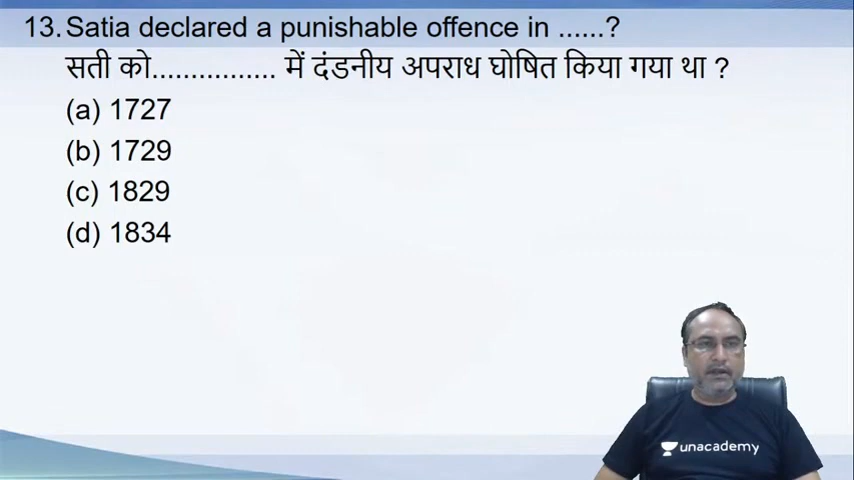 13. Satia declared a punishable offence in ......?
सती को................ में दंडनीय अपराध घोषित किया गया था ?
(a) 1727
(b) 1729
(c) 1829
(d) 1834
unacademy